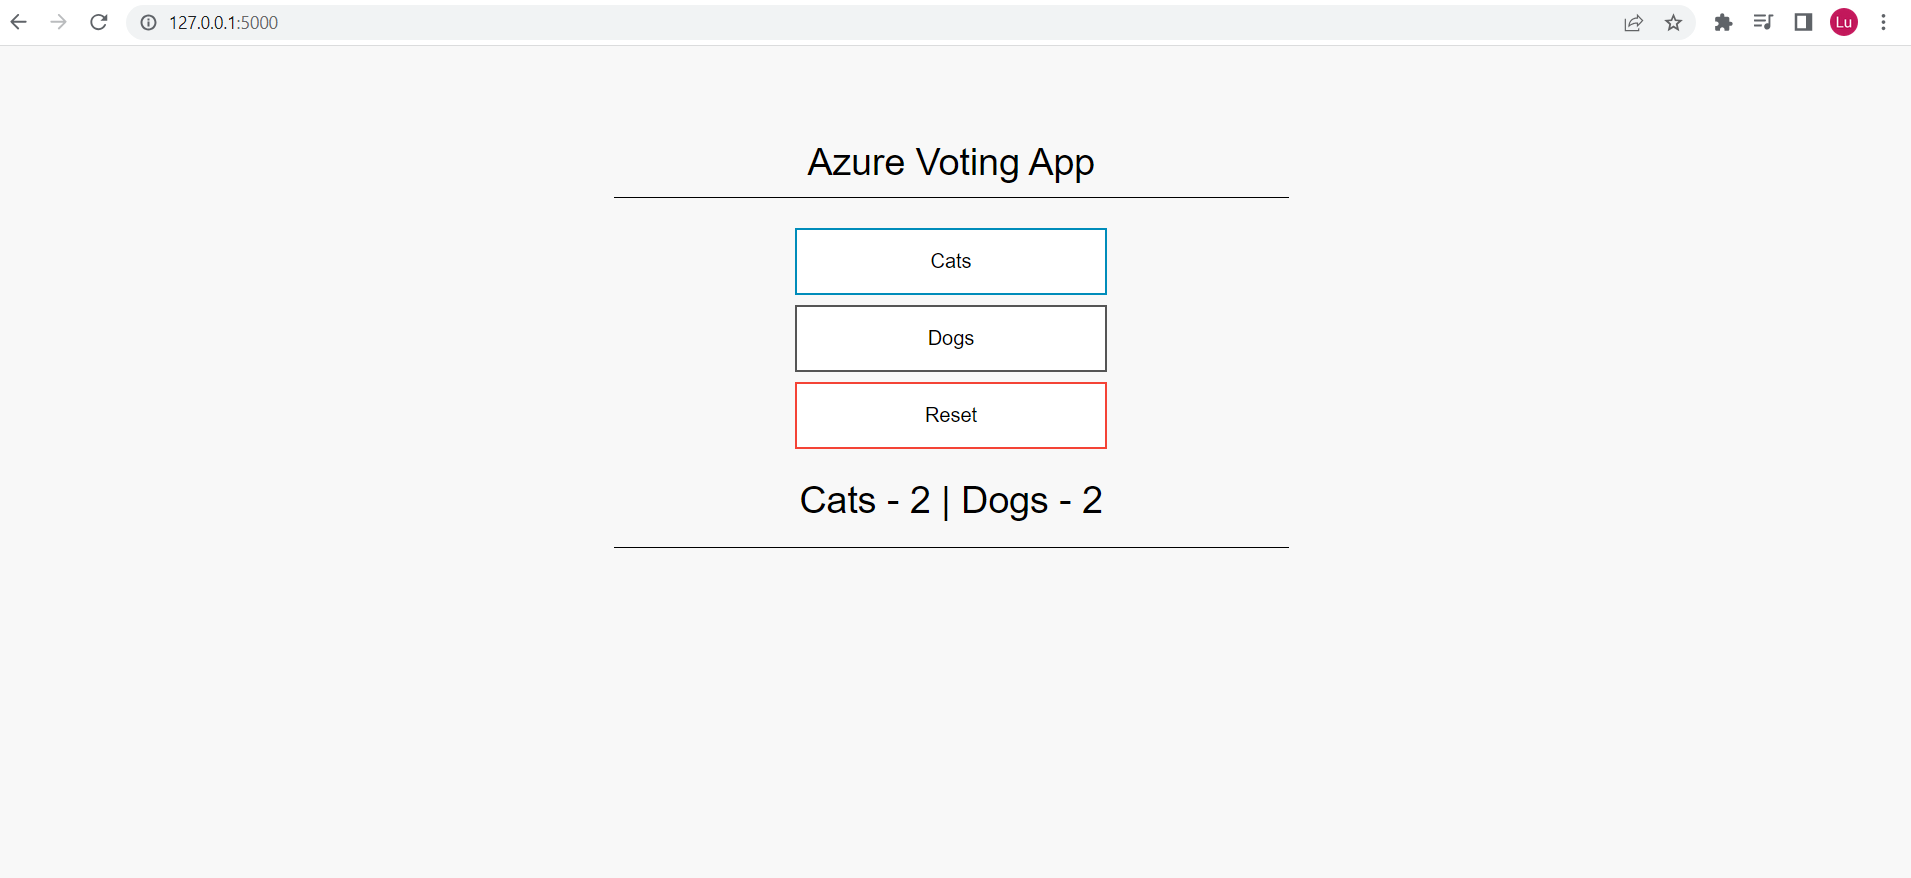 127.0.0.1:5000
Lu
Azure Voting App
Cats
Dogs
Reset
Cats - 2 | Dogs - 2